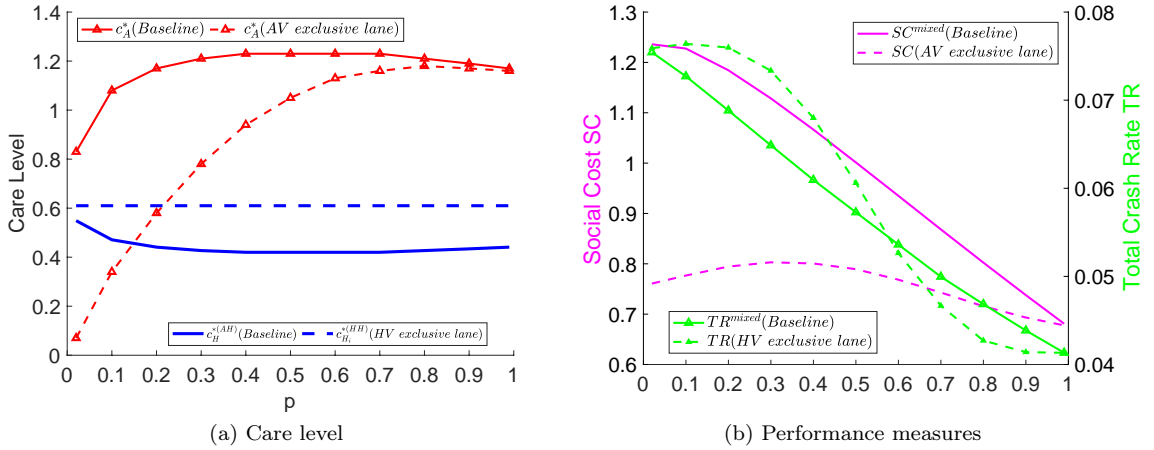 c*A(Baseline) c*A(AV exclusive lane)
1.4
1.2
1
0.8
0.6
0.4
0.2
0
Care Level
c*(AH)H(Baseline) c*(HH)Hi(HV exclusive lane)
0 0.1 0.2 0.3 0.4 0.5 0.6 0.7 0.8 0.9 1
p
(a) Care level
SCmixed(Baseline)
SC(AV exclusive lane)
1.3
1.2
1.1
1
0.9
0.8
0.7
0.6
Social Cost SC
0.08
0.07
0.06
0.05
0.04
Total Crash Rate TR
TRmixed(Baseline)
TR(HV exclusive lane)
0 0.1 0.2 0.3 0.4 0.5 0.6 0.7 0.8 0.9 1
(b) Performance measures